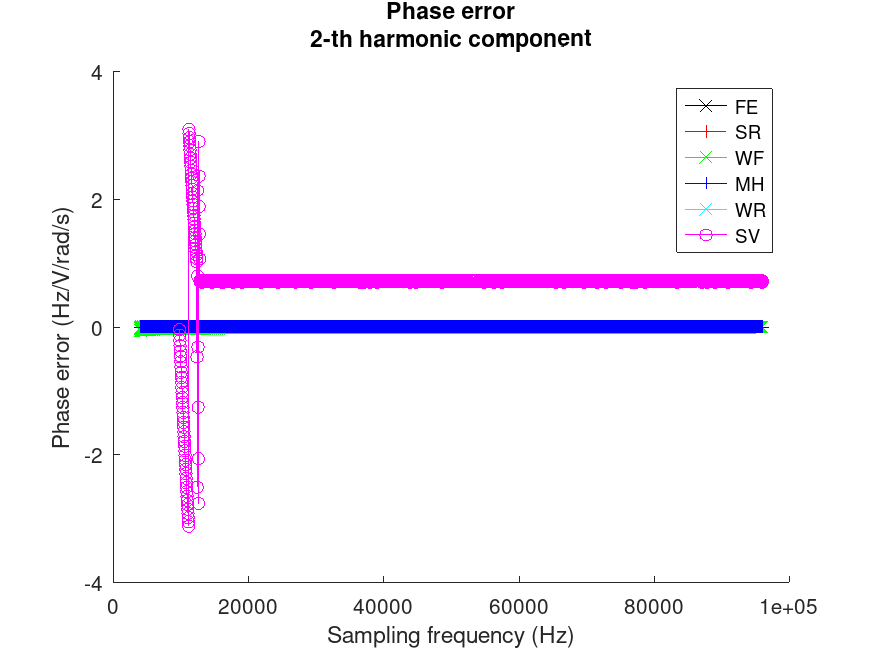 Phase error
2-th harmonic component
4
2
0
-2
-4
Phase error (Hz/V/rad/s)
FE
SR
WF
MH
WR
SV
0
20000
40000
60000
80000
1e+05
Sampling frequency (Hz)